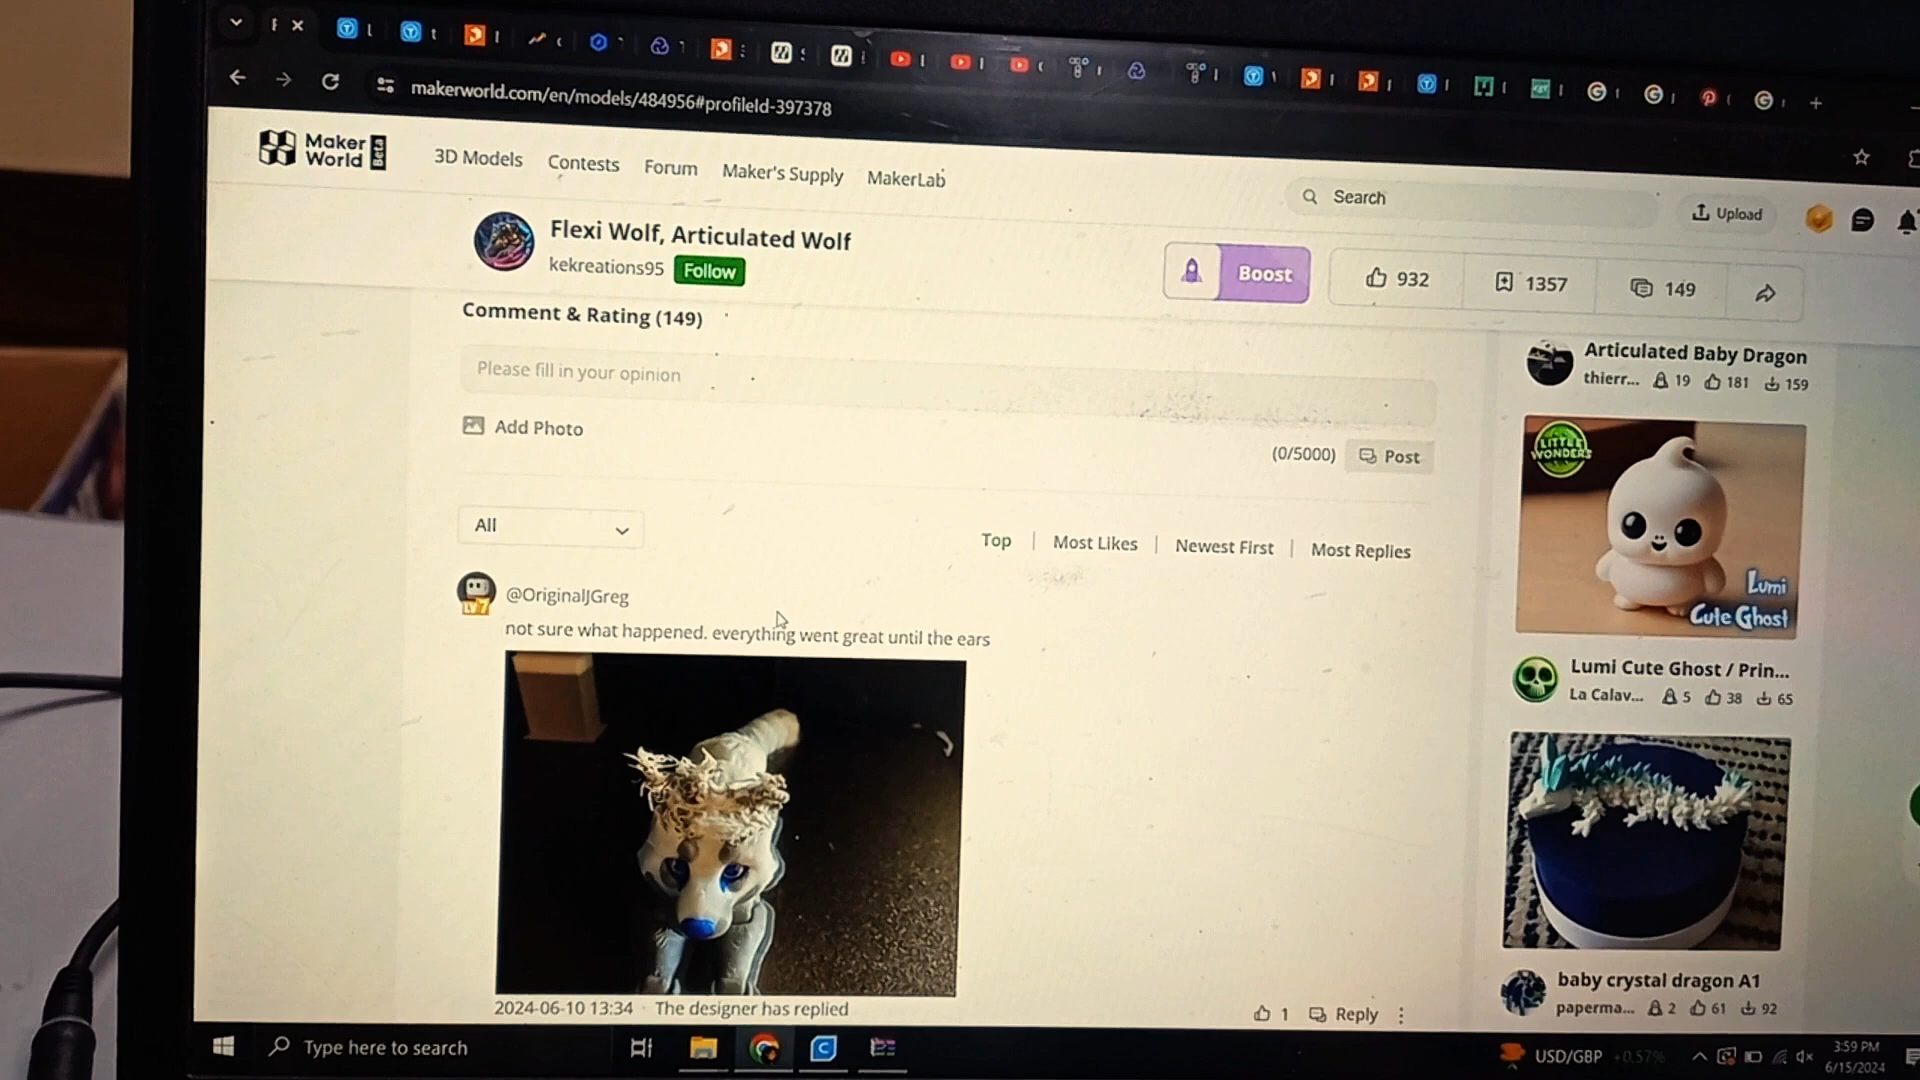 makerworld.com/en/models/484956#profileId-397378
Maker World Beta
3D Models
Contests
Forum
Maker's Supply
MakerLab
Search
Upload
Flexi Wolf, Articulated Wolf
kekreations95
Follow
Boost
932
1357
149
Comment & Rating (149)
Please fill in your opinion
Add Photo
(0/5000)
Post
All
Top | Most Likes | Newest First | Most Replies
LV 7
@OriginalJGreg
not sure what happened. everything went great until the ears
2024-06-10 13:34 · The designer has replied
1
Reply
Articulated Baby Dragon
thierr... 19 181 159
LITTLE WONDERS
Lumi
Cute Ghost
Lumi Cute Ghost / Prin...
La Calav... 5 38 65
baby crystal dragon A1
paperma... 2 61 92
Type here to search
USD/GBP +0.57%
3:59 PM
6/15/2024